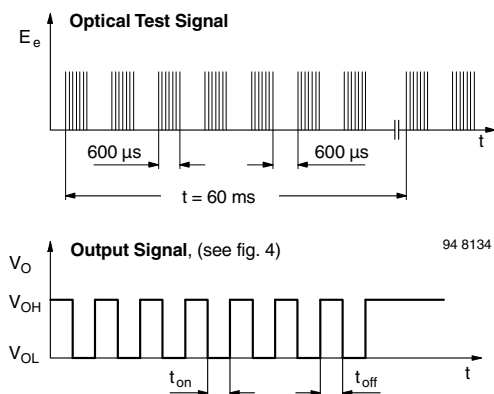 Optical Test Signal
E e
t
600 µs 600 µs
t = 60 ms
Output Signal, (see fig. 4) 94 8134
V O
V OH
V OL
t
t on t off